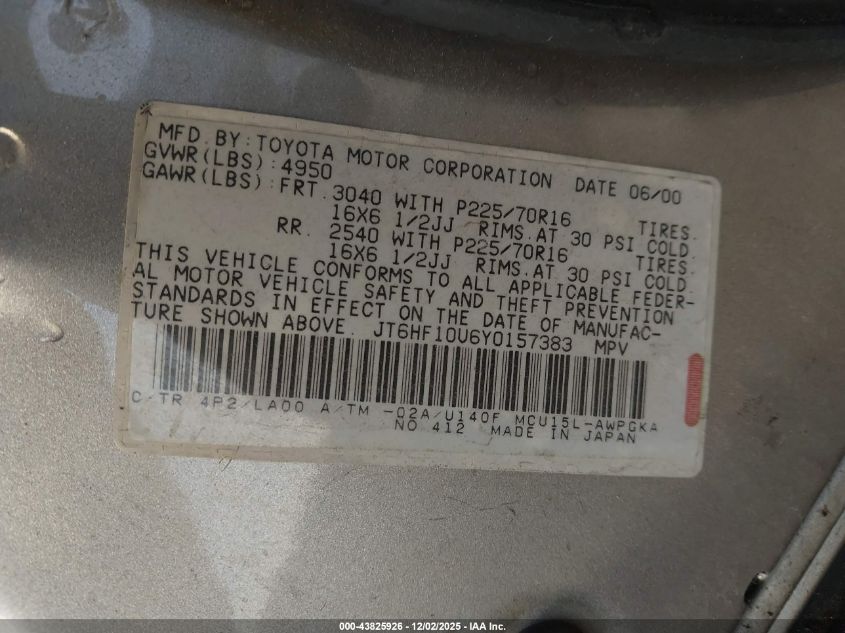 MFD. BY: TOYOTA MOTOR CORPORATION DATE 06/00
GVWR(LBS): 4950
GAWR(LBS): FRT. 3040 WITH P225/70R16 TIRES.
16X6 1/2JJ RIMS. AT 30 PSI COLD.
RR. 2540 WITH P225/70R16 TIRES.
16X6 1/2JJ RIMS. AT 30 PSI COLD.
THIS VEHICLE CONFORMS TO ALL APPLICABLE FEDER-
AL MOTOR VEHICLE SAFETY AND THEFT PREVENTION
STANDARDS IN EFFECT ON THE DATE OF MANUFAC-
TURE SHOWN ABOVE. JT6HF10U6Y0157383 MPV
C/TR 4P2/LA00 A/TM -02A/U140F MCU15L-AWPGKA
NO 412 MADE IN JAPAN
000-43825926 - 12/02/2025 - IAA Inc.